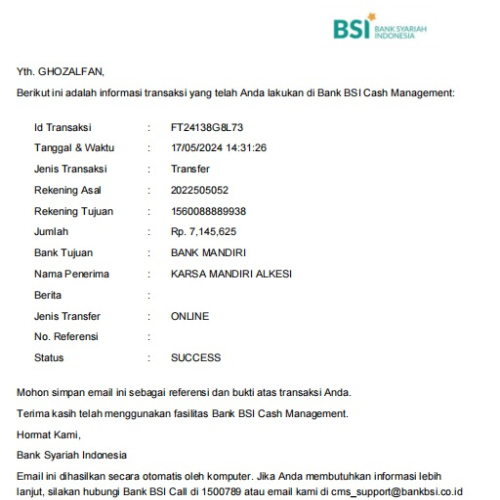 BSI BANK SYARIAH INDONESIA
Yth. GHOZALFAN,
Berikut ini adalah informasi transaksi yang telah Anda lakukan di Bank BSI Cash Management:
Id Transaksi : FT24138G8L73
Tanggal & Waktu : 17/05/2024 14:31:26
Jenis Transaksi : Transfer
Rekening Asal : 2022505052
Rekening Tujuan : 1560088889938
Jumlah : Rp. 7,145,625
Bank Tujuan : BANK MANDIRI
Nama Penerima : KARSA MANDIRI ALKESI
Berita :
Jenis Transfer : ONLINE
No. Referensi :
Status : SUCCESS
Mohon simpan email ini sebagai referensi dan bukti atas transaksi Anda.
Terima kasih telah menggunakan fasilitas Bank BSI Cash Management.
Hormat Kami,
Bank Syariah Indonesia
Email ini dihasilkan secara otomatis oleh komputer. Jika Anda membutuhkan informasi lebih
lanjut, silakan hubungi Bank BSI Call di 1500789 atau email kami di cms_support@bankbsi.co.id